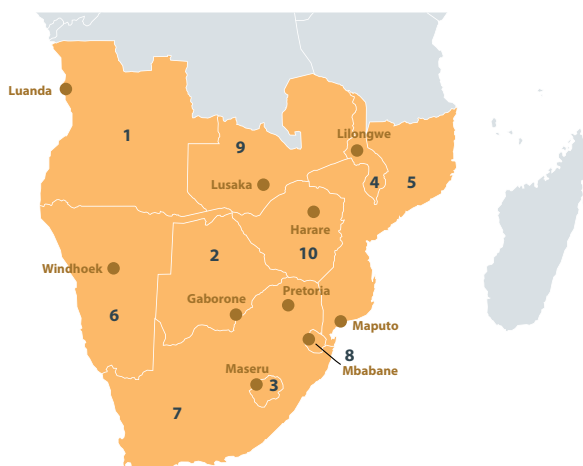 Luanda
1
Lilongwe
9
4
5
Lusaka
Harare
2
10
Windhoek
Pretoria
Gaborone
6
Maputo
8
Mbabane
Maseru
3
7